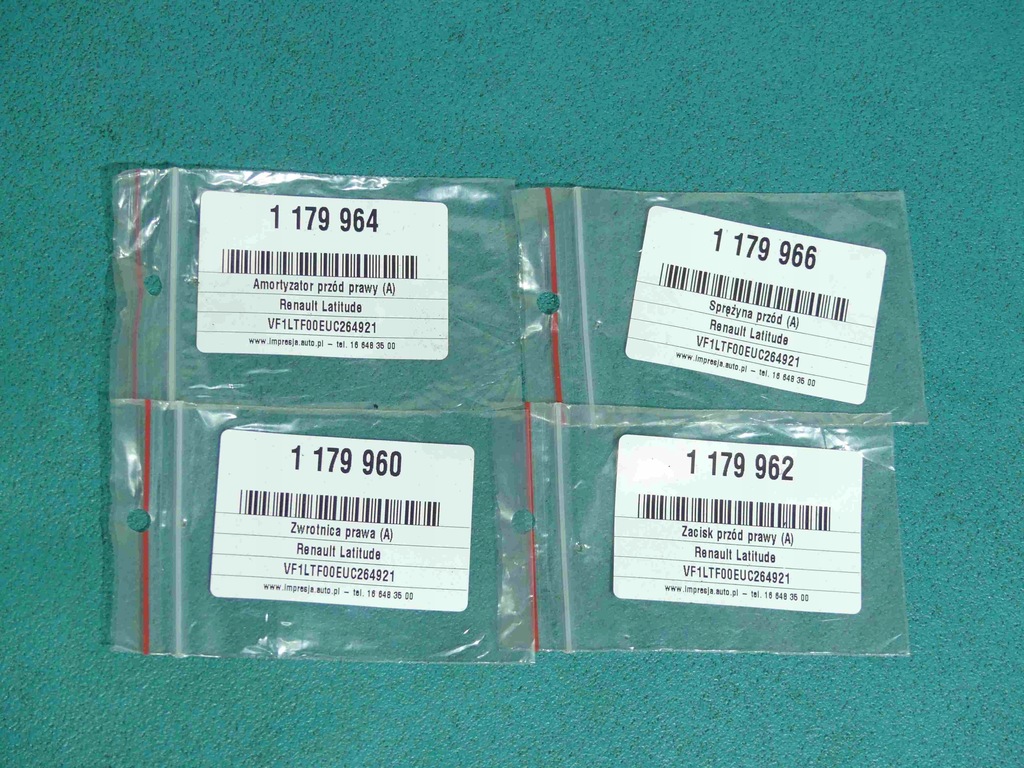 1 179 964
Amortyzator przód prawy (A)
Renault Latitude
VF1LTF00EUC264921
www.impresja.auto.pl - tel. 16 648 35 00
1 179 966
Sprężyna przód (A)
Renault Latitude
VF1LTF00EUC264921
www.impresja.auto.pl - tel. 16 648 35 00
1 179 960
Zwrotnica prawa (A)
Renault Latitude
VF1LTF00EUC264921
www.impresja.auto.pl - tel. 16 648 35 00
1 179 962
Zacisk przód prawy (A)
Renault Latitude
VF1LTF00EUC264921
www.impresja.auto.pl - tel. 16 648 35 00